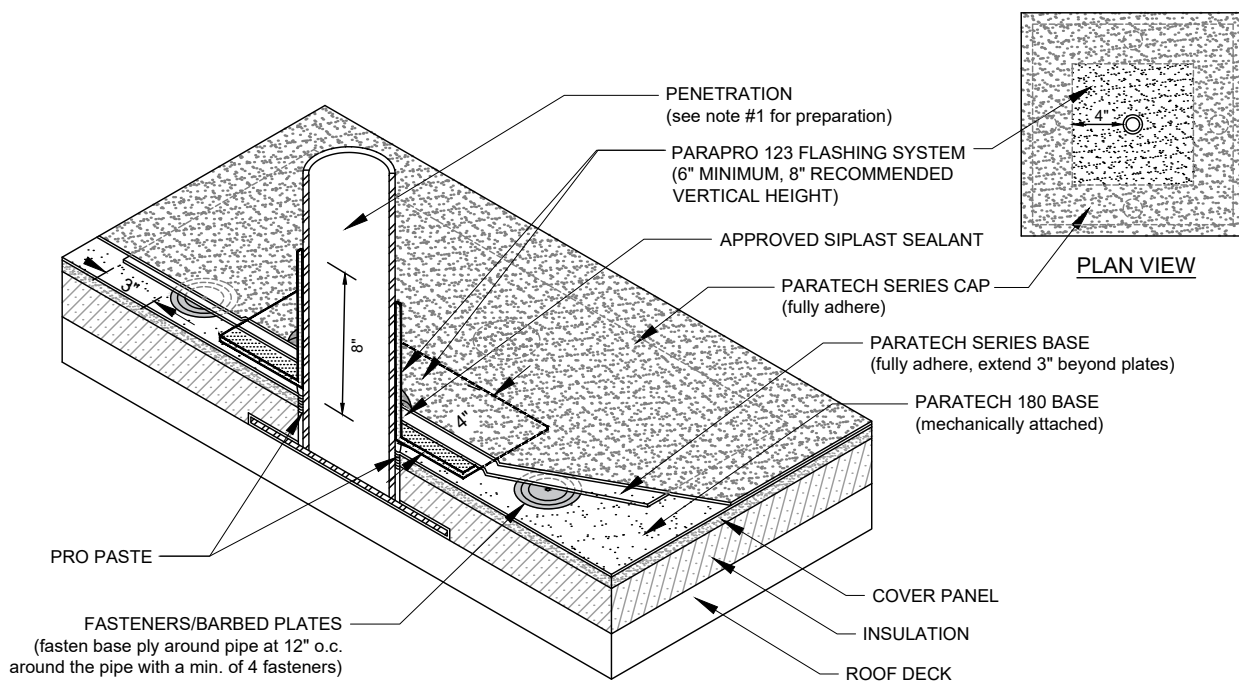 PENETRATION
(see note #1 for preparation)
PARAPRO 123 FLASHING SYSTEM
(6" MINIMUM, 8" RECOMMENDED
VERTICAL HEIGHT)
APPROVED SIPLAST SEALANT
PARATECH SERIES CAP
(fully adhere)
PARATECH SERIES BASE
(fully adhere, extend 3" beyond plates)
PARATECH 180 BASE
(mechanically attached)
4"
PLAN VIEW
3"
8"
4"
PRO PASTE
FASTENERS/BARBED PLATES
(fasten base ply around pipe at 12" o.c.
around the pipe with a min. of 4 fasteners)
COVER PANEL
INSULATION
ROOF DECK